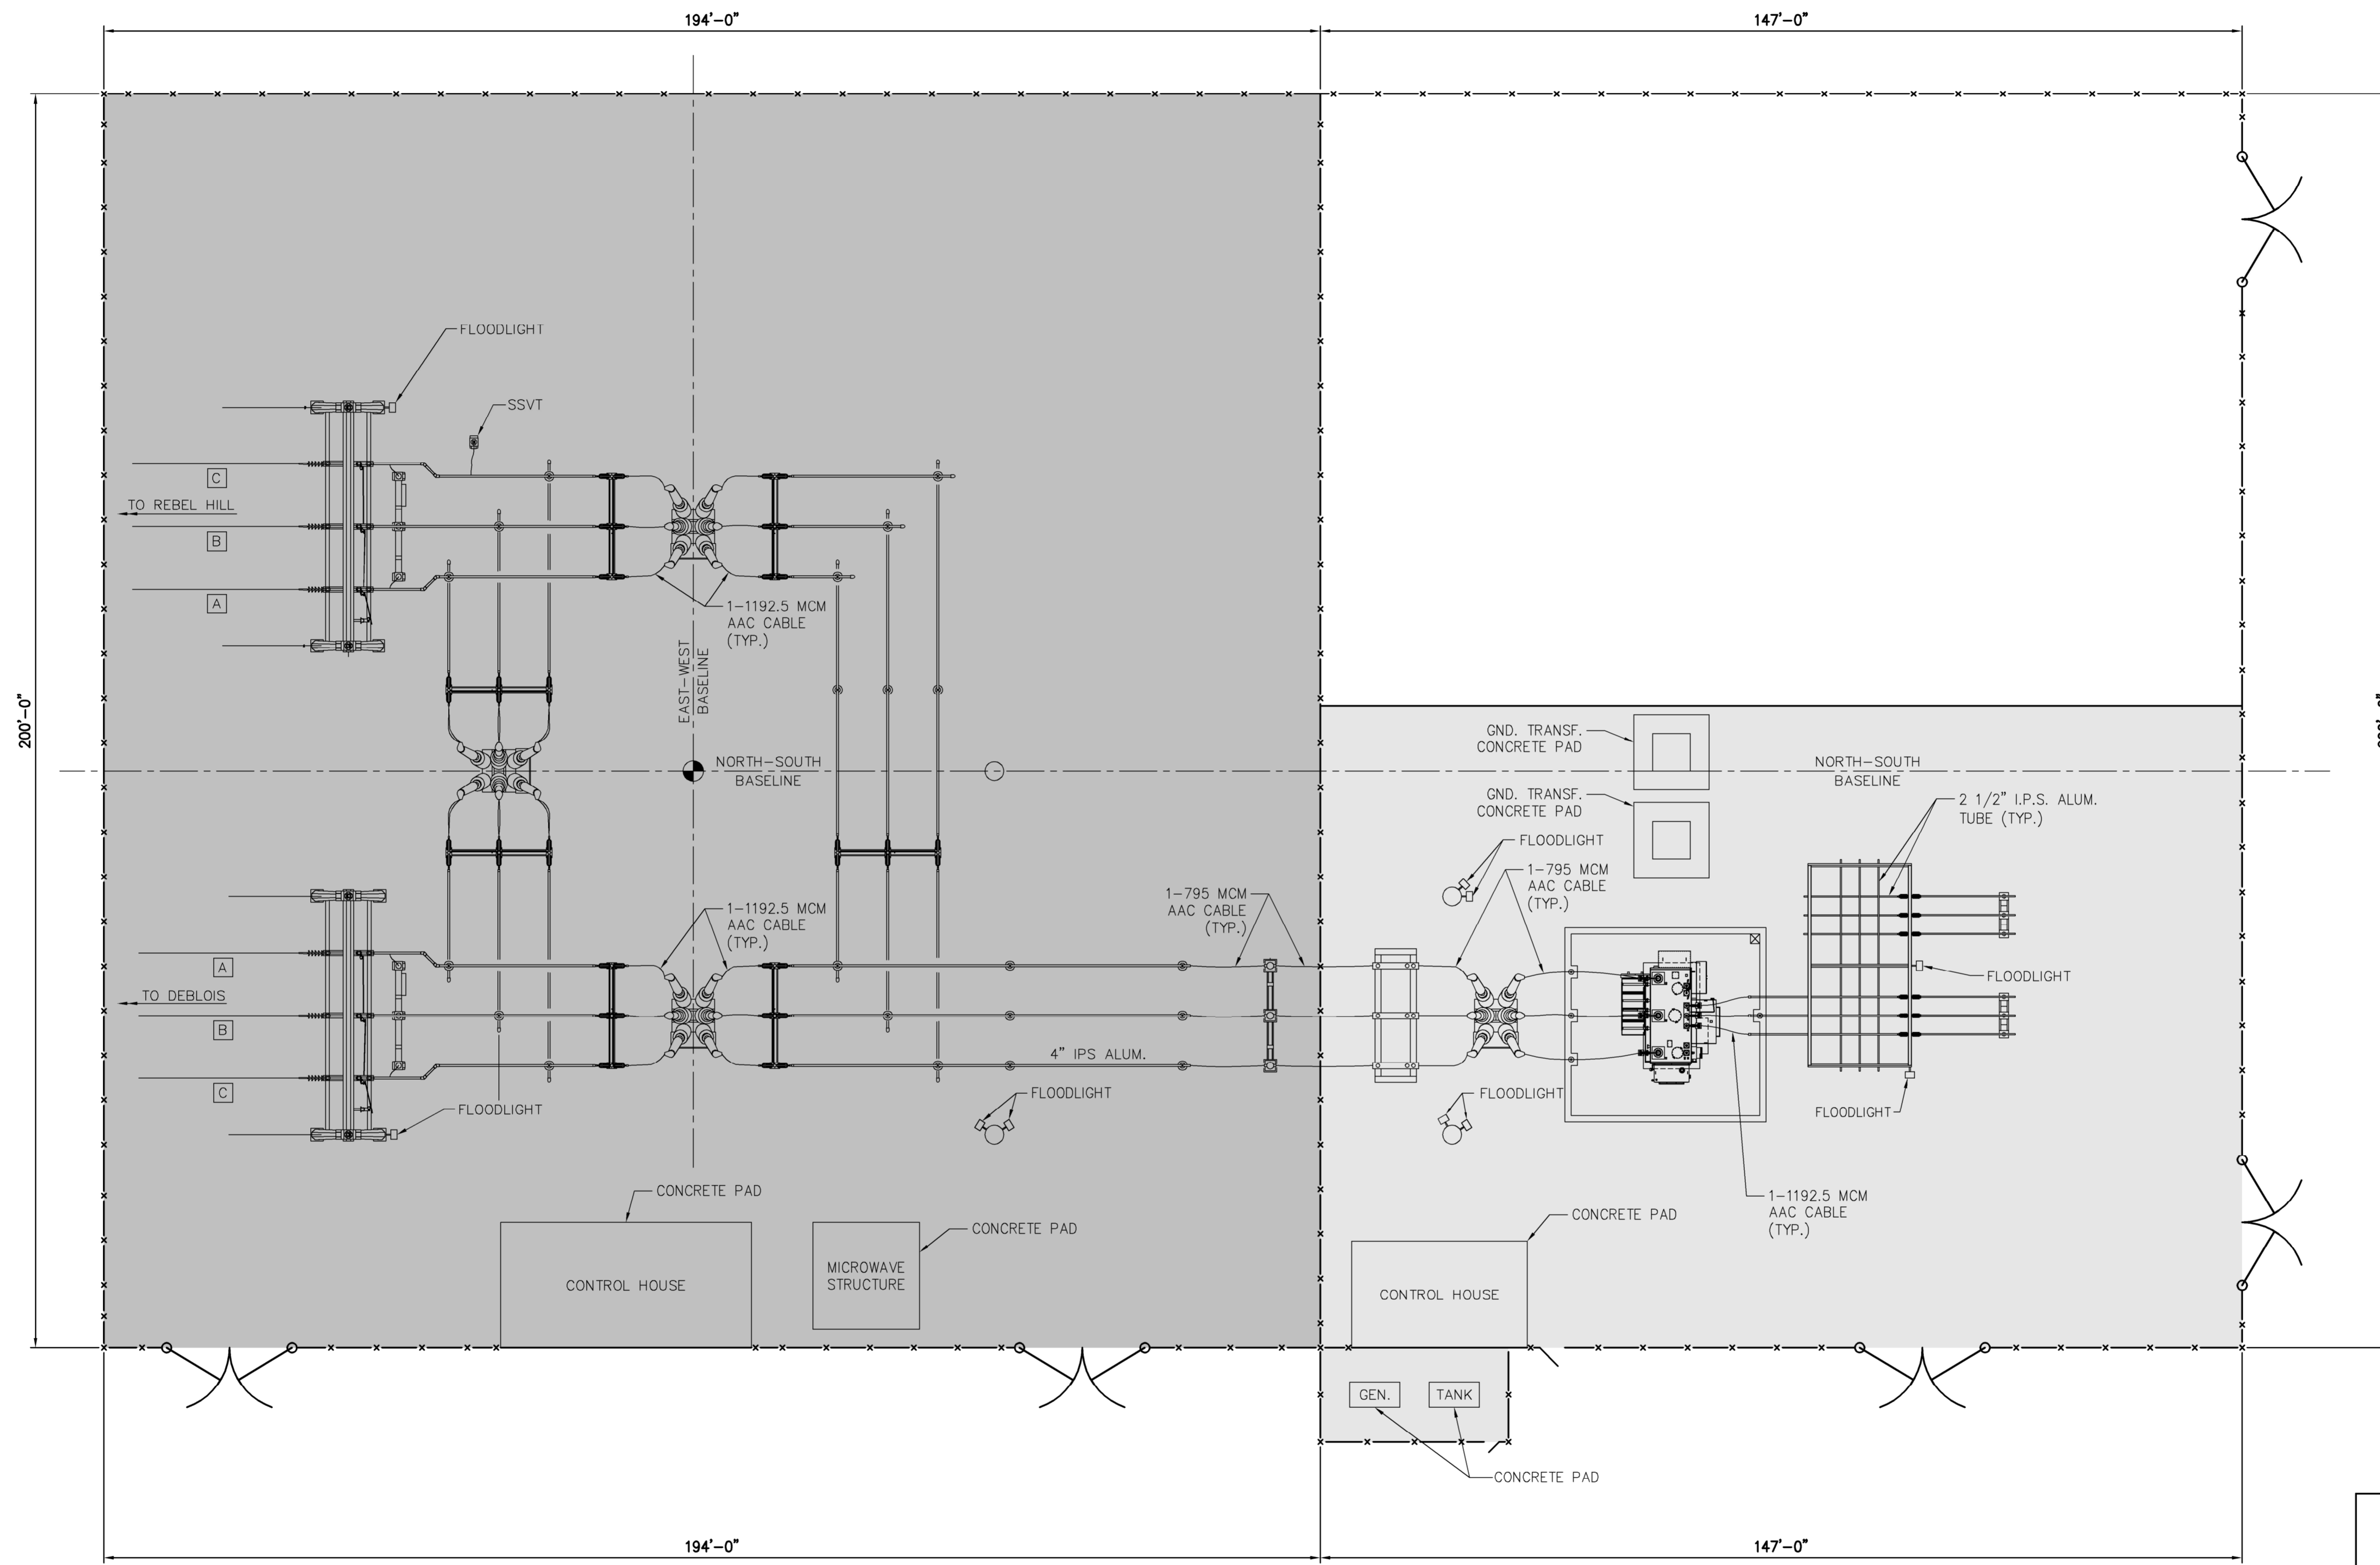 194'-0"
147'-0"
FLOODLIGHT
SSVT
C
TO REBEL HILL
B
A
1-1192.5 MCM
AAC CABLE
(TYP.)
EAST-WEST
BASELINE
200'-0"
GND. TRANSF.
CONCRETE PAD
NORTH-SOUTH
BASELINE
NORTH-SOUTH
BASELINE
GND. TRANSF.
CONCRETE PAD
2 1/2" I.P.S. ALUM.
TUBE (TYP.)
FLOODLIGHT
1-795 MCM
AAC CABLE
(TYP.)
1-795 MCM
AAC CABLE
(TYP.)
1-1192.5 MCM
AAC CABLE
(TYP.)
A
TO DEBLOIS
B
C
FLOODLIGHT
4" IPS ALUM.
FLOODLIGHT
FLOODLIGHT
FLOODLIGHT
FLOODLIGHT
CONCRETE PAD
CONCRETE PAD
1-1192.5 MCM
AAC CABLE
(TYP.)
CONCRETE PAD
CONTROL HOUSE
MICROWAVE
STRUCTURE
CONTROL HOUSE
GEN.
TANK
CONCRETE PAD
194'-0"
147'-0"